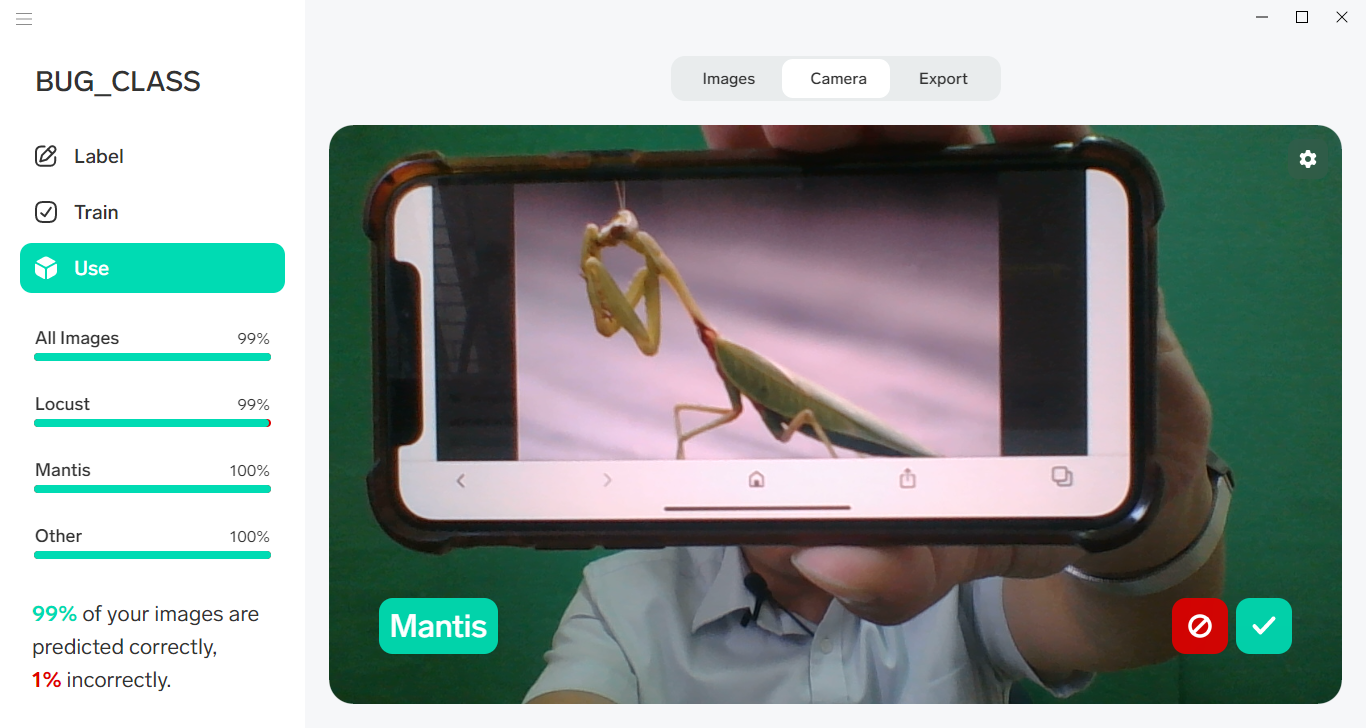 BUG_CLASS
Label
Train
Use
All Images 99%
Locust 99%
Mantis 100%
Other 100%
99% of your images are
predicted correctly,
1% incorrectly.
Images Camera Export
Mantis